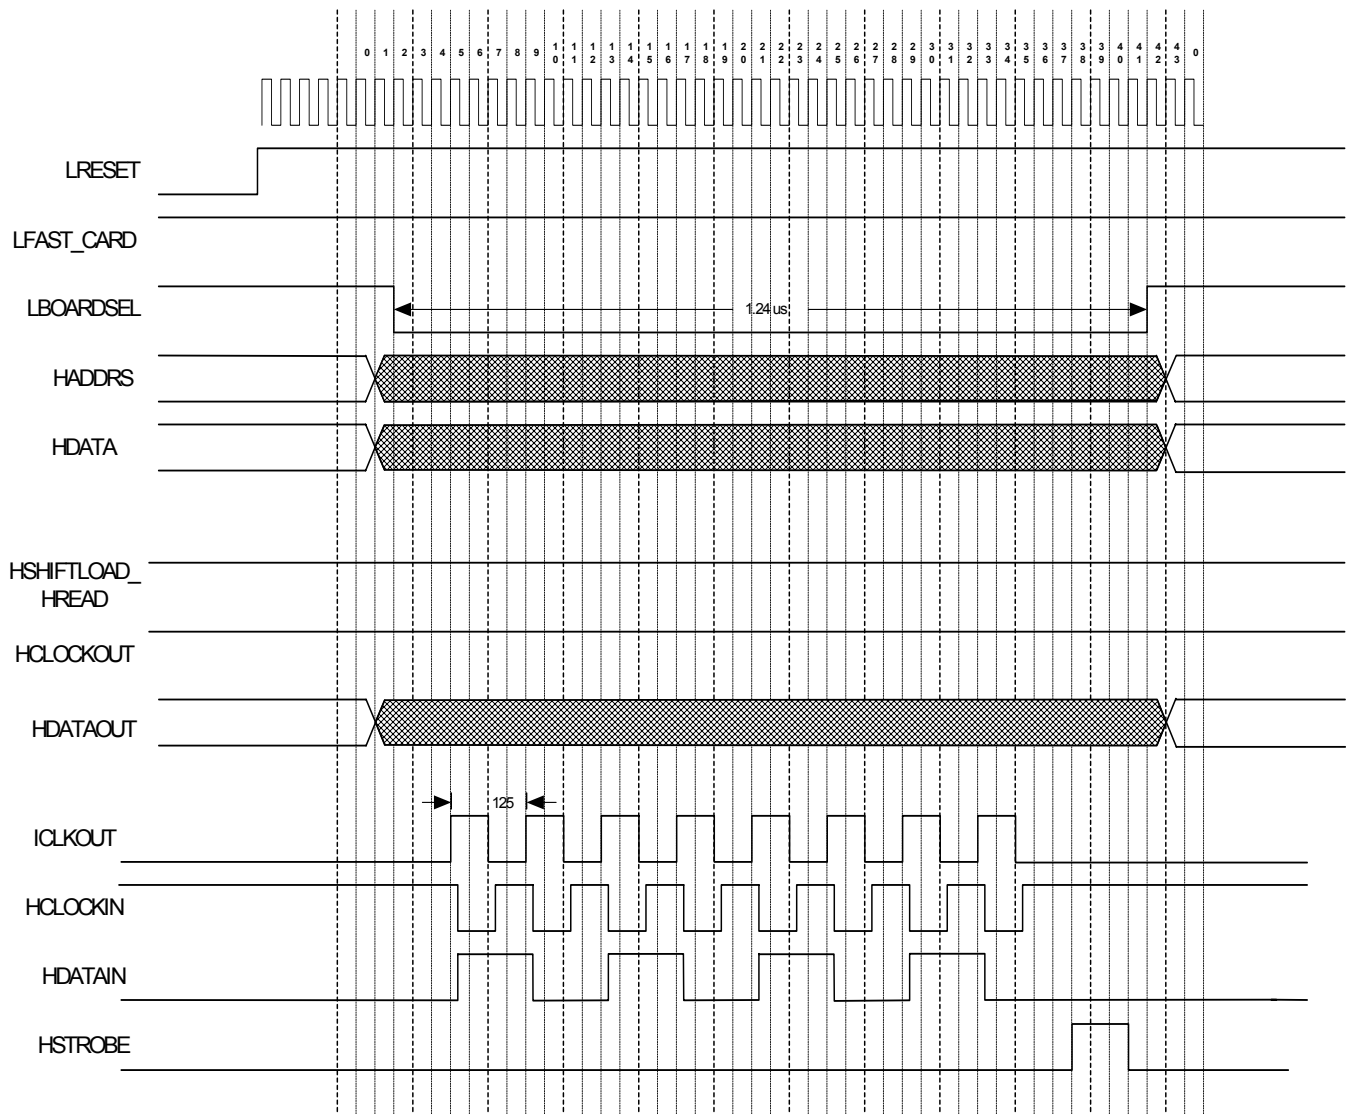 0 1 2 3 4 5 6 7 8 9 10 11 12 13 14 15 16 17 18 19 20 21 22 23 24 25 26 27 28 29 30 31 32 33 34 35 36 37 38 39 40 41 42 43 0
LRESET
LFAST_CARD
LBOARDSEL
1.24 us
HADDRS
HDATA
HSHIFTLOAD_
HREAD
HCLOCKOUT
HDATAOUT
125
ICLKOUT
HCLOCKIN
HDATAIN
HSTROBE